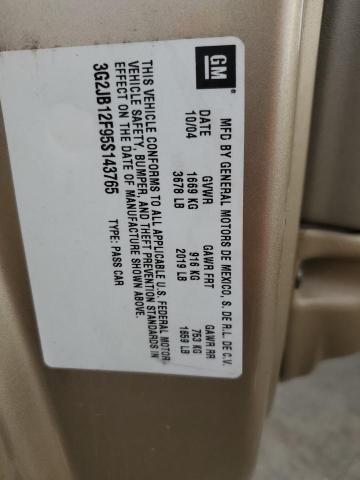 GM
MFD BY GENERAL MOTORS DE MEXICO, S. DE R.L. DE C.V.
DATE GVWR GAWR FRT GAWR RR
10/04 1669 KG 916 KG 753 KG
3678 LB 2019 LB 1659 LB
THIS VEHICLE CONFORMS TO ALL APPLICABLE U.S. FEDERAL MOTOR
VEHICLE SAFETY, BUMPER, AND THEFT PREVENTION STANDARDS IN
EFFECT ON THE DATE OF MANUFACTURE SHOWN ABOVE.
3G2JB12F95S143765 TYPE: PASS CAR